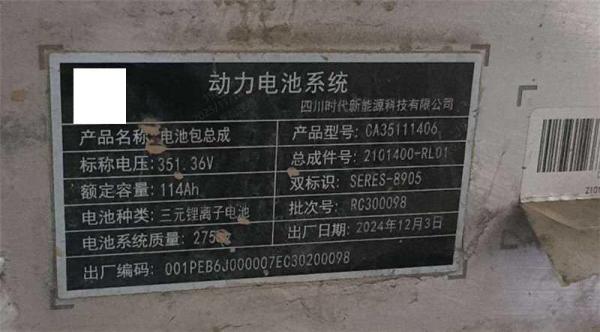 动力电池系统
四川时代新能源科技有限公司
产品名称: 电池包总成 产品型号: CA35111406
标称电压: 351.36V 总成件号: 2101400-RL01
额定容量: 114Ah 双标识: SERES-8905
电池种类: 三元锂离子电池 批次号: RC300098
电池系统质量: 275 出厂日期: 2024年12月3日
出厂编码: 001PEB6J000007EC30200098